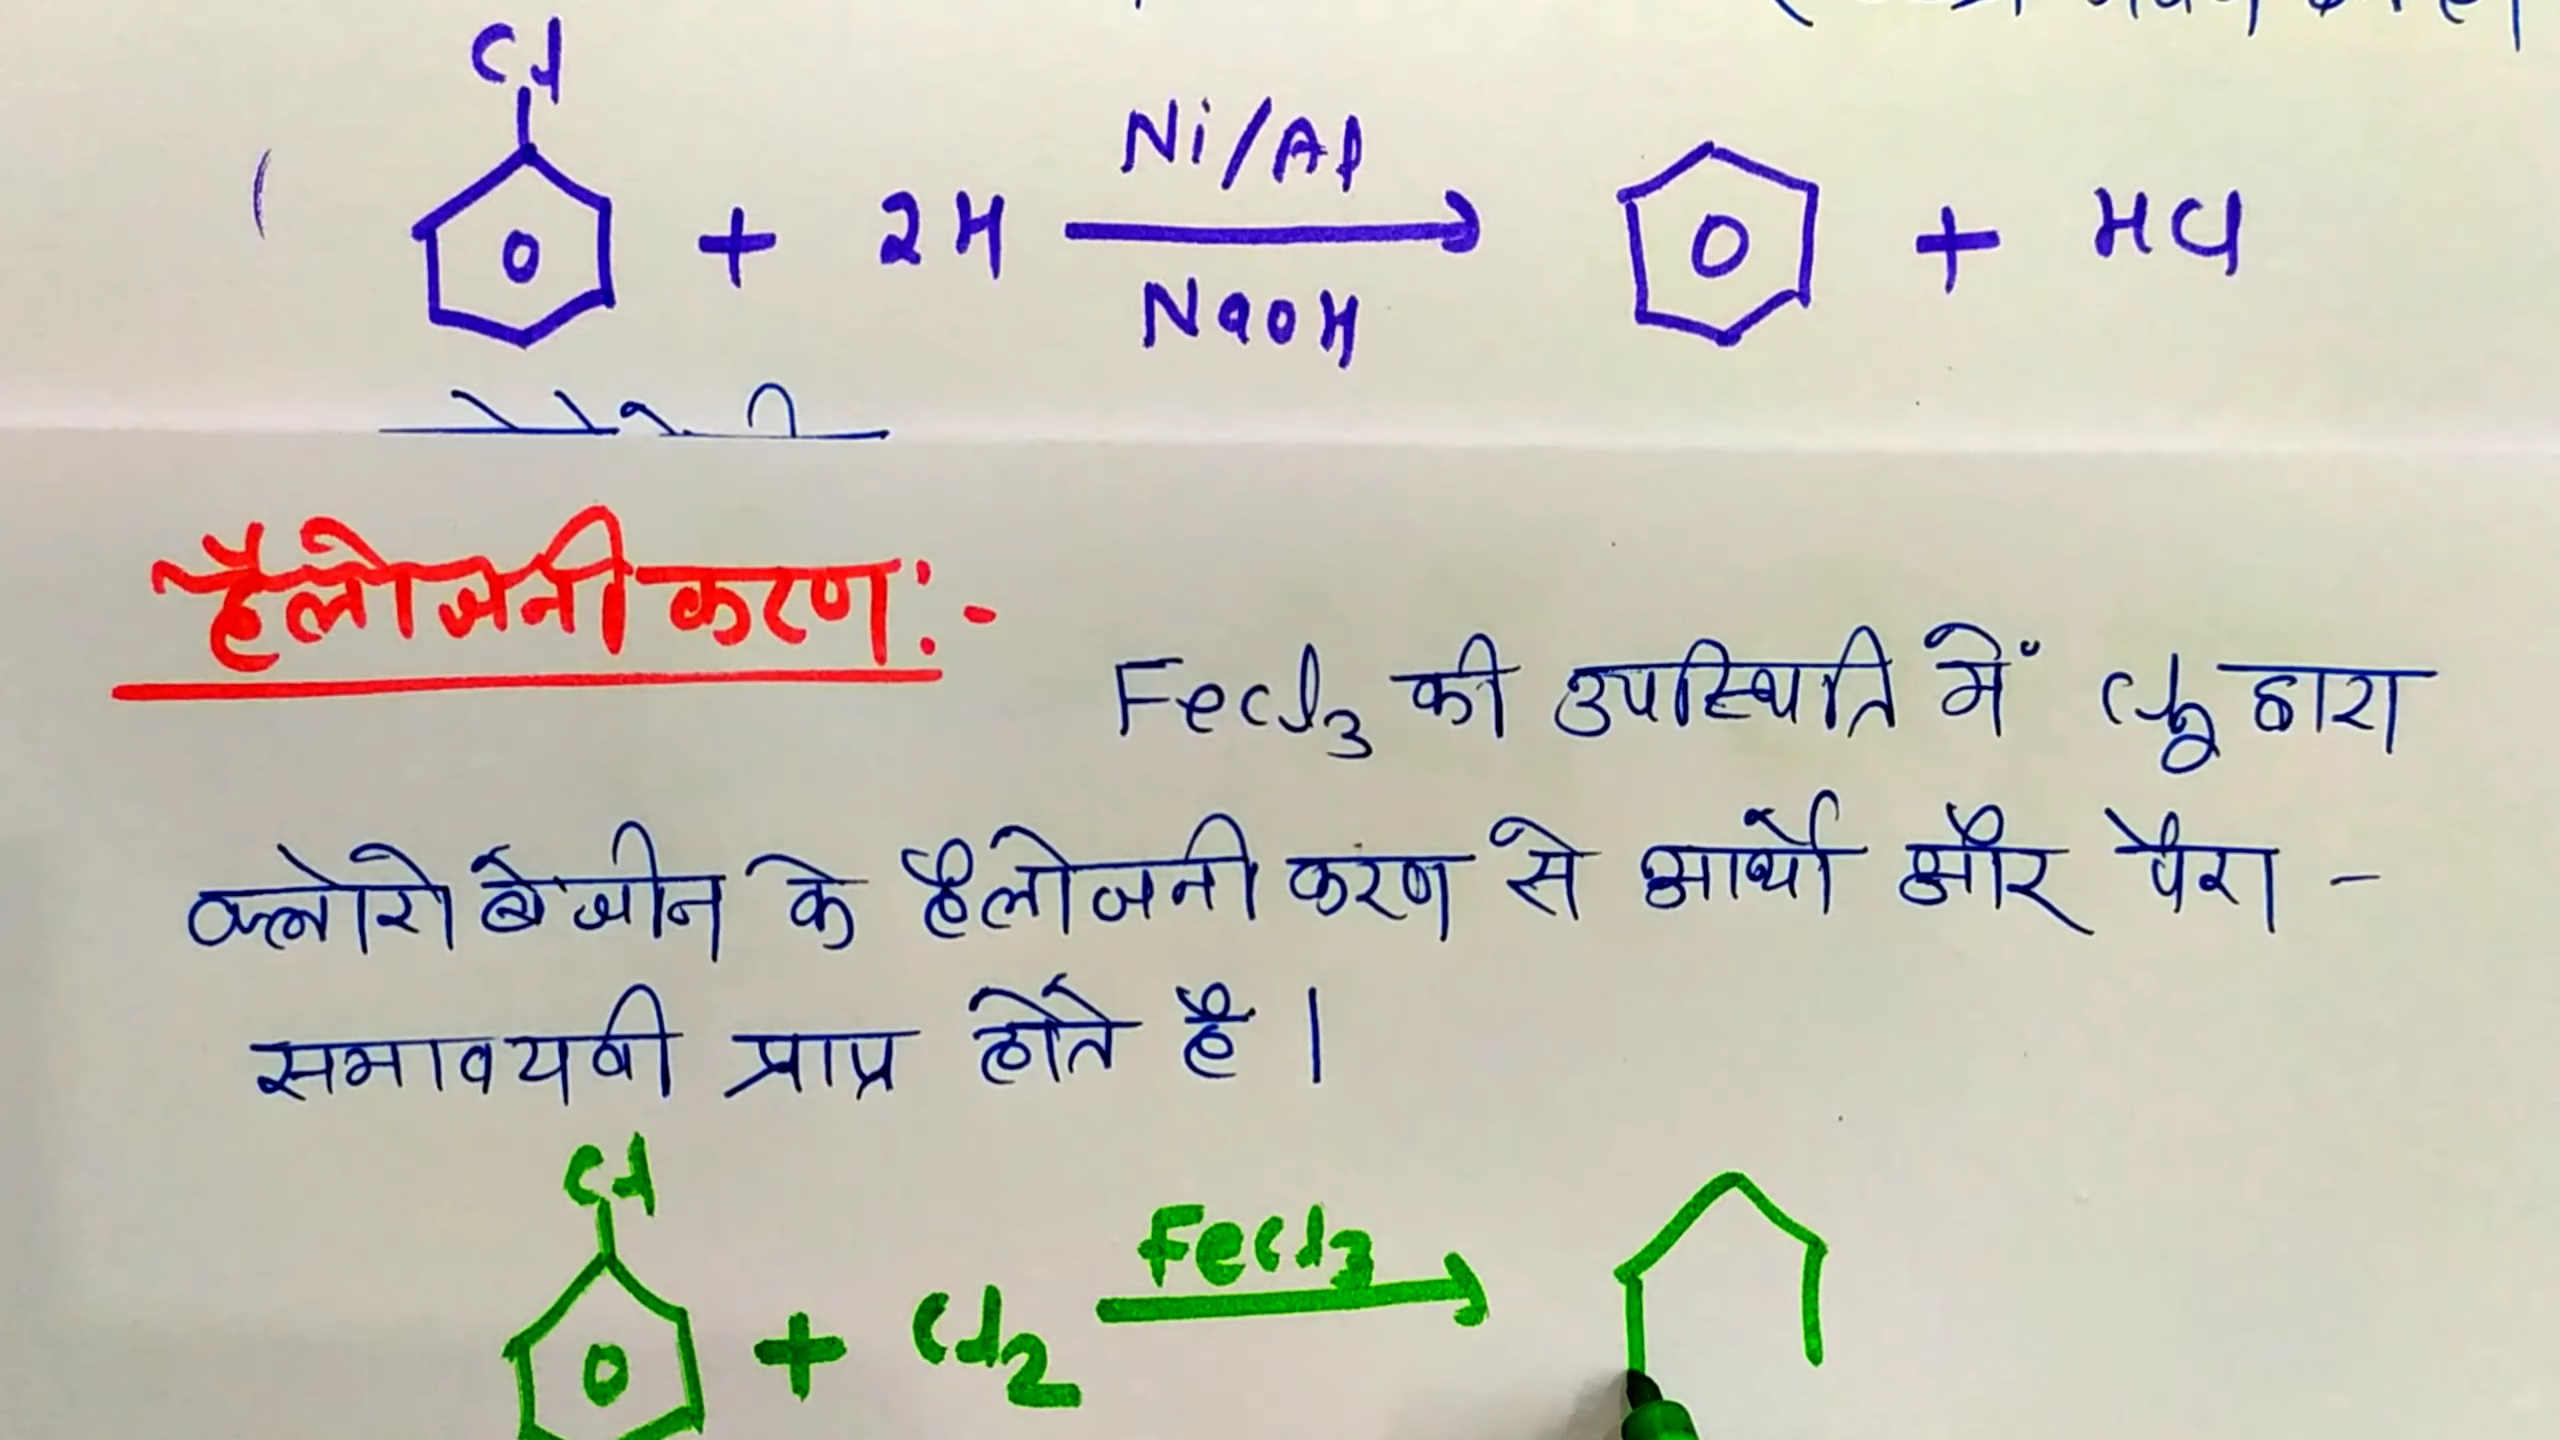 Cl
+ 2H Ni/Al NaOH + HCl
हैलोजनीकरण:-
FeCl3 की उपस्थिति में Cl2 द्वारा
क्लोरोबेंजीन के हैलोजनीकरण से आर्थो और पैरा -
समावयवी प्राप्त होते है।
Cl
+ Cl2 FeCl3